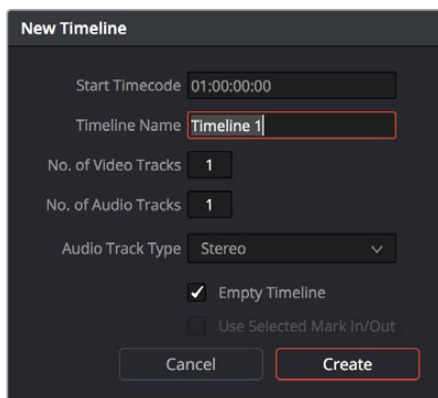 New Timeline
Start Timecode 01:00:00:00
Timeline Name Timeline 1
No. of Video Tracks 1
No. of Audio Tracks 1
Audio Track Type Stereo
Empty Timeline
Use Selected Mark In/Out
Cancel Create